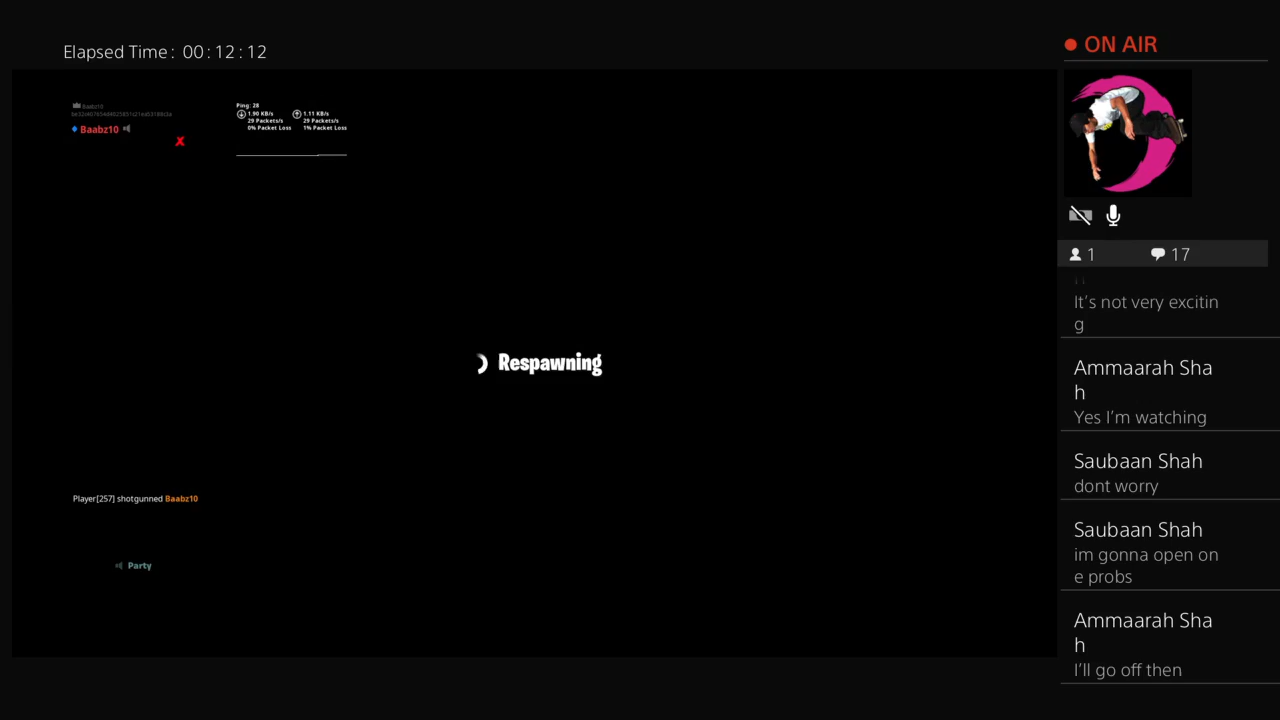 Elapsed Time: 00:12:12
ON AIR
Baabz10
Baabz10
X
Ping: 28
1.90 KB/s
29 Packets/s
0% Packet Loss
1.11 KB/s
29 Packets/s
1% Packet Loss
Respawning
Player[257] shotgunned Baabz10
Party
1
17
It's not very excitin
g
Ammaarah Sha
h
Yes I'm watching
Saubaan Shah
dont worry
Saubaan Shah
im gonna open on
e probs
Ammaarah Sha
h
I'll go off then